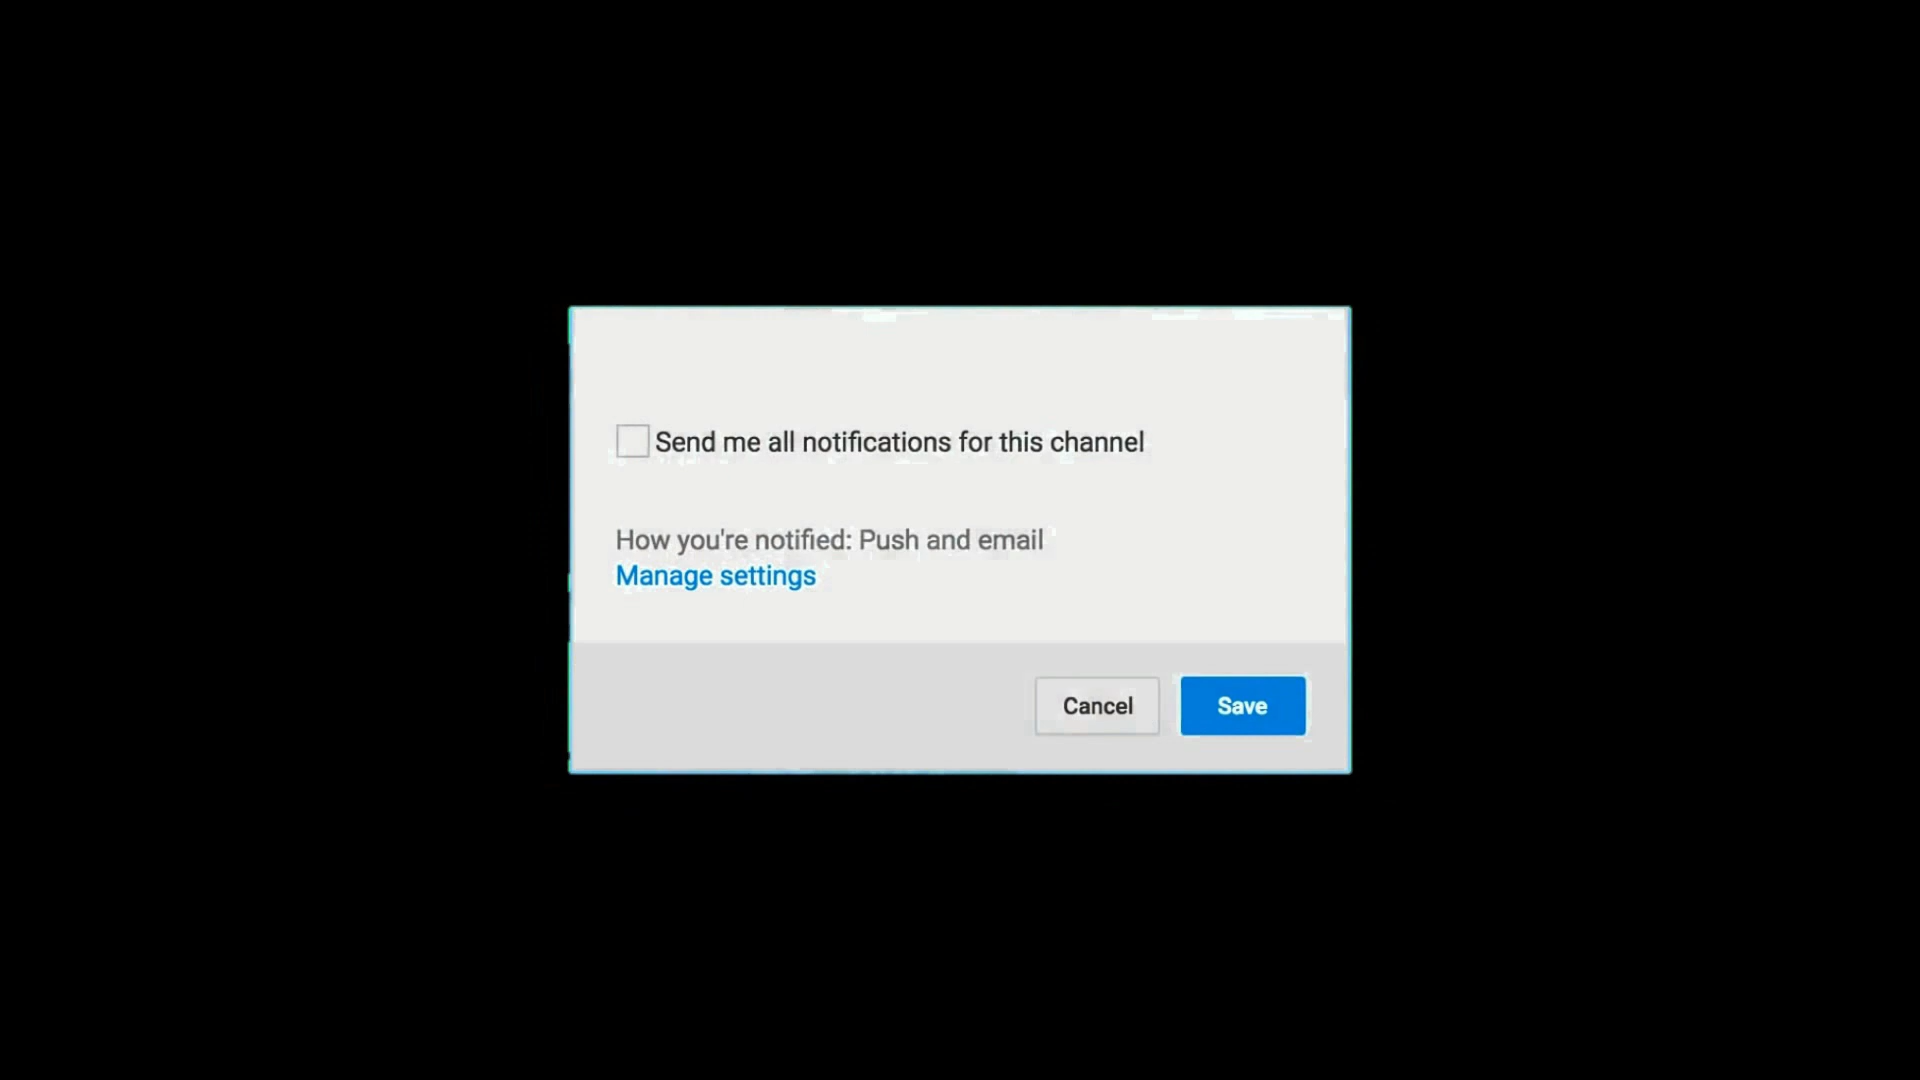 Send me all notifications for this channel
How you're notified: Push and email
Manage settings
Cancel
Save